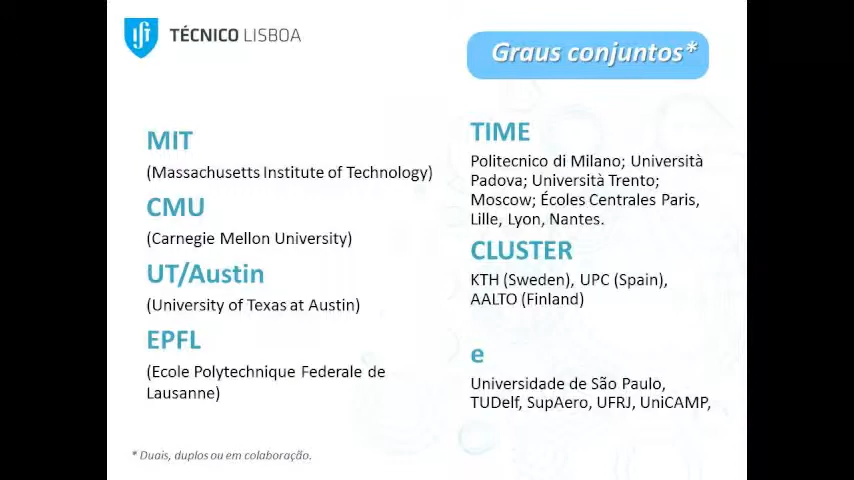 TÉCNICO LISBOA
Graus conjuntos*
MIT
(Massachusetts Institute of Technology)
CMU
(Carnegie Mellon University)
UT/Austin
(University of Texas at Austin)
EPFL
(Ecole Polytechnique Federale de
Lausanne)
TIME
Politecnico di Milano; Università
Padova; Università Trento;
Moscow; Écoles Centrales Paris,
Lille, Lyon, Nantes.
CLUSTER
KTH (Sweden), UPC (Spain),
AALTO (Finland)
e
Universidade de São Paulo,
TUDelf, SupAero, UFRJ, UniCAMP,
* Duais, duplos ou em colaboração.